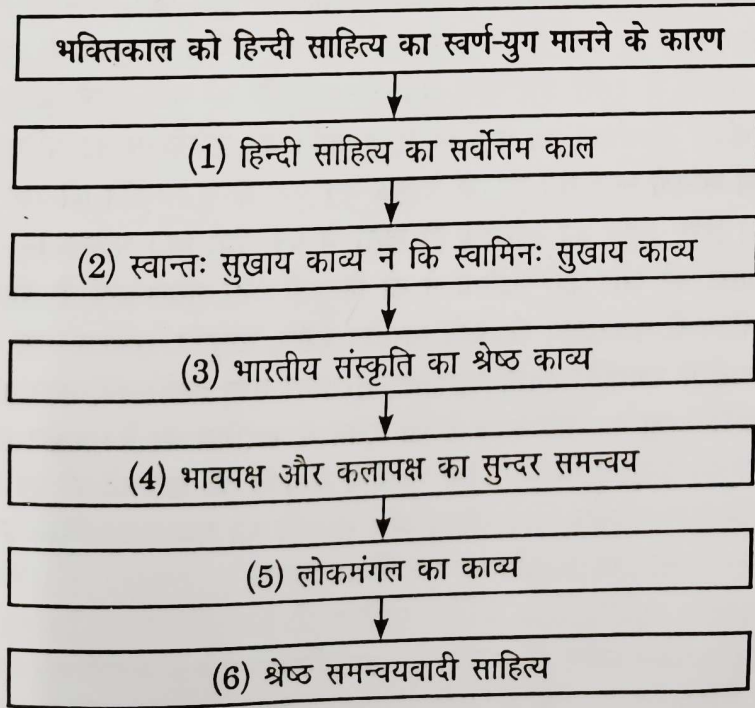 भक्तिकाल को हिन्दी साहित्य का स्वर्ण-युग मानने के कारण
(1) हिन्दी साहित्य का सर्वोत्तम काल
(2) स्वान्तः सुखाय काव्य न कि स्वामिनः सुखाय काव्य
(3) भारतीय संस्कृति का श्रेष्ठ काव्य
(4) भावपक्ष और कलापक्ष का सुन्दर समन्वय
(5) लोकमंगल का काव्य
(6) श्रेष्ठ समन्वयवादी साहित्य